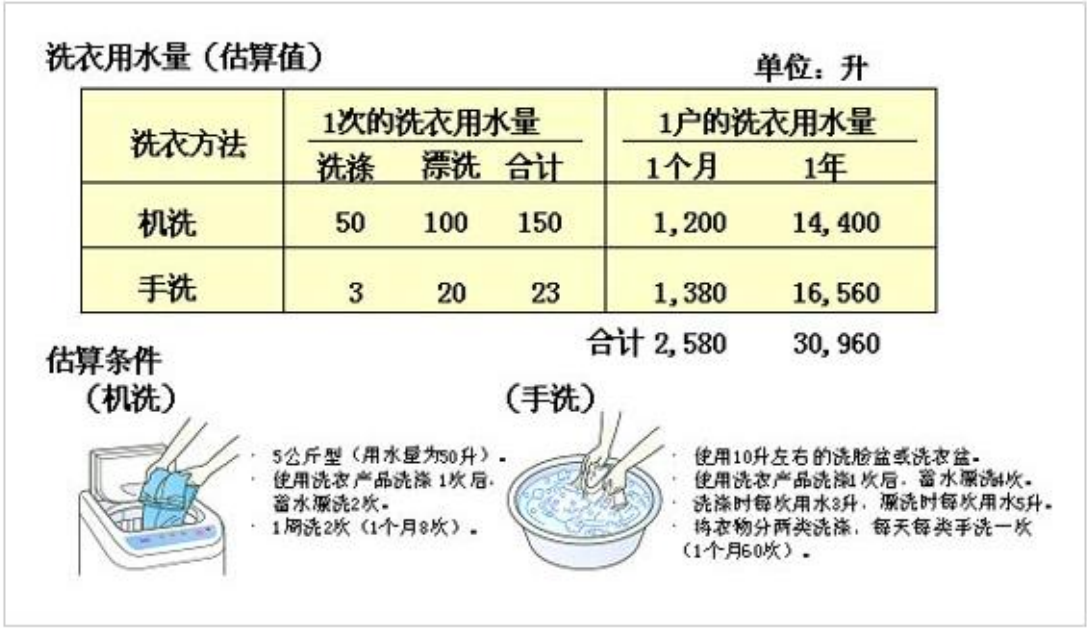 洗衣用水量（估算值）
单位：升
洗衣方法 1次的洗衣用水量 1户的洗衣用水量
洗涤 漂洗 合计 1个月 1年
机洗 50 100 150 1,200 14,400
手洗 3 20 23 1,380 16,560
合计 2,580 30,960
估算条件
（机洗）
· 5公斤型（用水量为50升）。
· 使用洗衣产品洗涤1次后，
蓄水漂洗2次。
· 1周洗2次（1个月8次）。
（手洗）
· 使用10升左右的洗脸盆或洗衣盆。
· 使用洗衣产品洗涤1次后，蓄水漂洗4次。
· 洗涤时每次用水3升，漂洗时每次用水5升。
· 将衣物分两类洗涤，每天每类手洗一次
（1个月60次）。